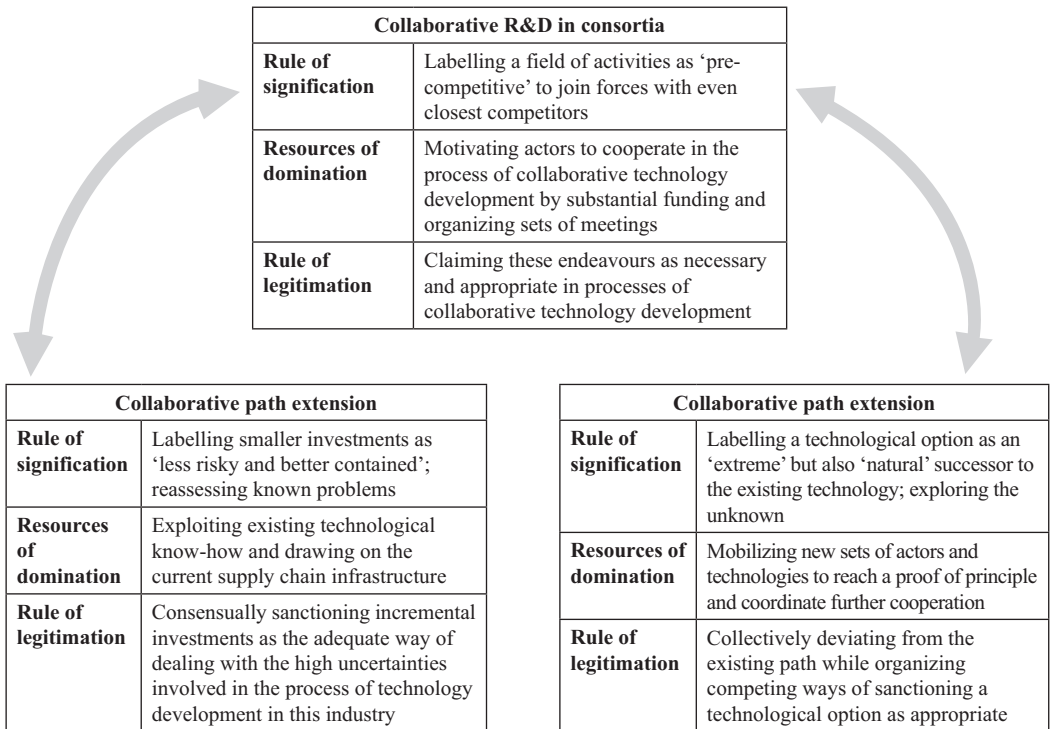 Collaborative R&D in consortia
Rule of
signification
Labelling a field of activities as ‘pre-
competitive’ to join forces with even
closest competitors
Resources of
domination
Motivating actors to cooperate in the
process of collaborative technology
development by substantial funding and
organizing sets of meetings
Rule of
legitimation
Claiming these endeavours as necessary
and appropriate in processes of
collaborative technology development
Collaborative path extension
Rule of
signification
Labelling smaller investments as
‘less risky and better contained’;
reassessing known problems
Resources
of
domination
Exploiting existing technological
know-how and drawing on the
current supply chain infrastructure
Rule of
legitimation
Consensually sanctioning incremental
investments as the adequate way of
dealing with the high uncertainties
involved in the process of technology
development in this industry
Collaborative path extension
Rule of
signification
Labelling a technological option as an
‘extreme’ but also ‘natural’ successor to
the existing technology; exploring the
unknown
Resources of
domination
Mobilizing new sets of actors and
technologies to reach a proof of principle
and coordinate further cooperation
Rule of
legitimation
Collectively deviating from the
existing path while organizing
competing ways of sanctioning a
technological option as appropriate